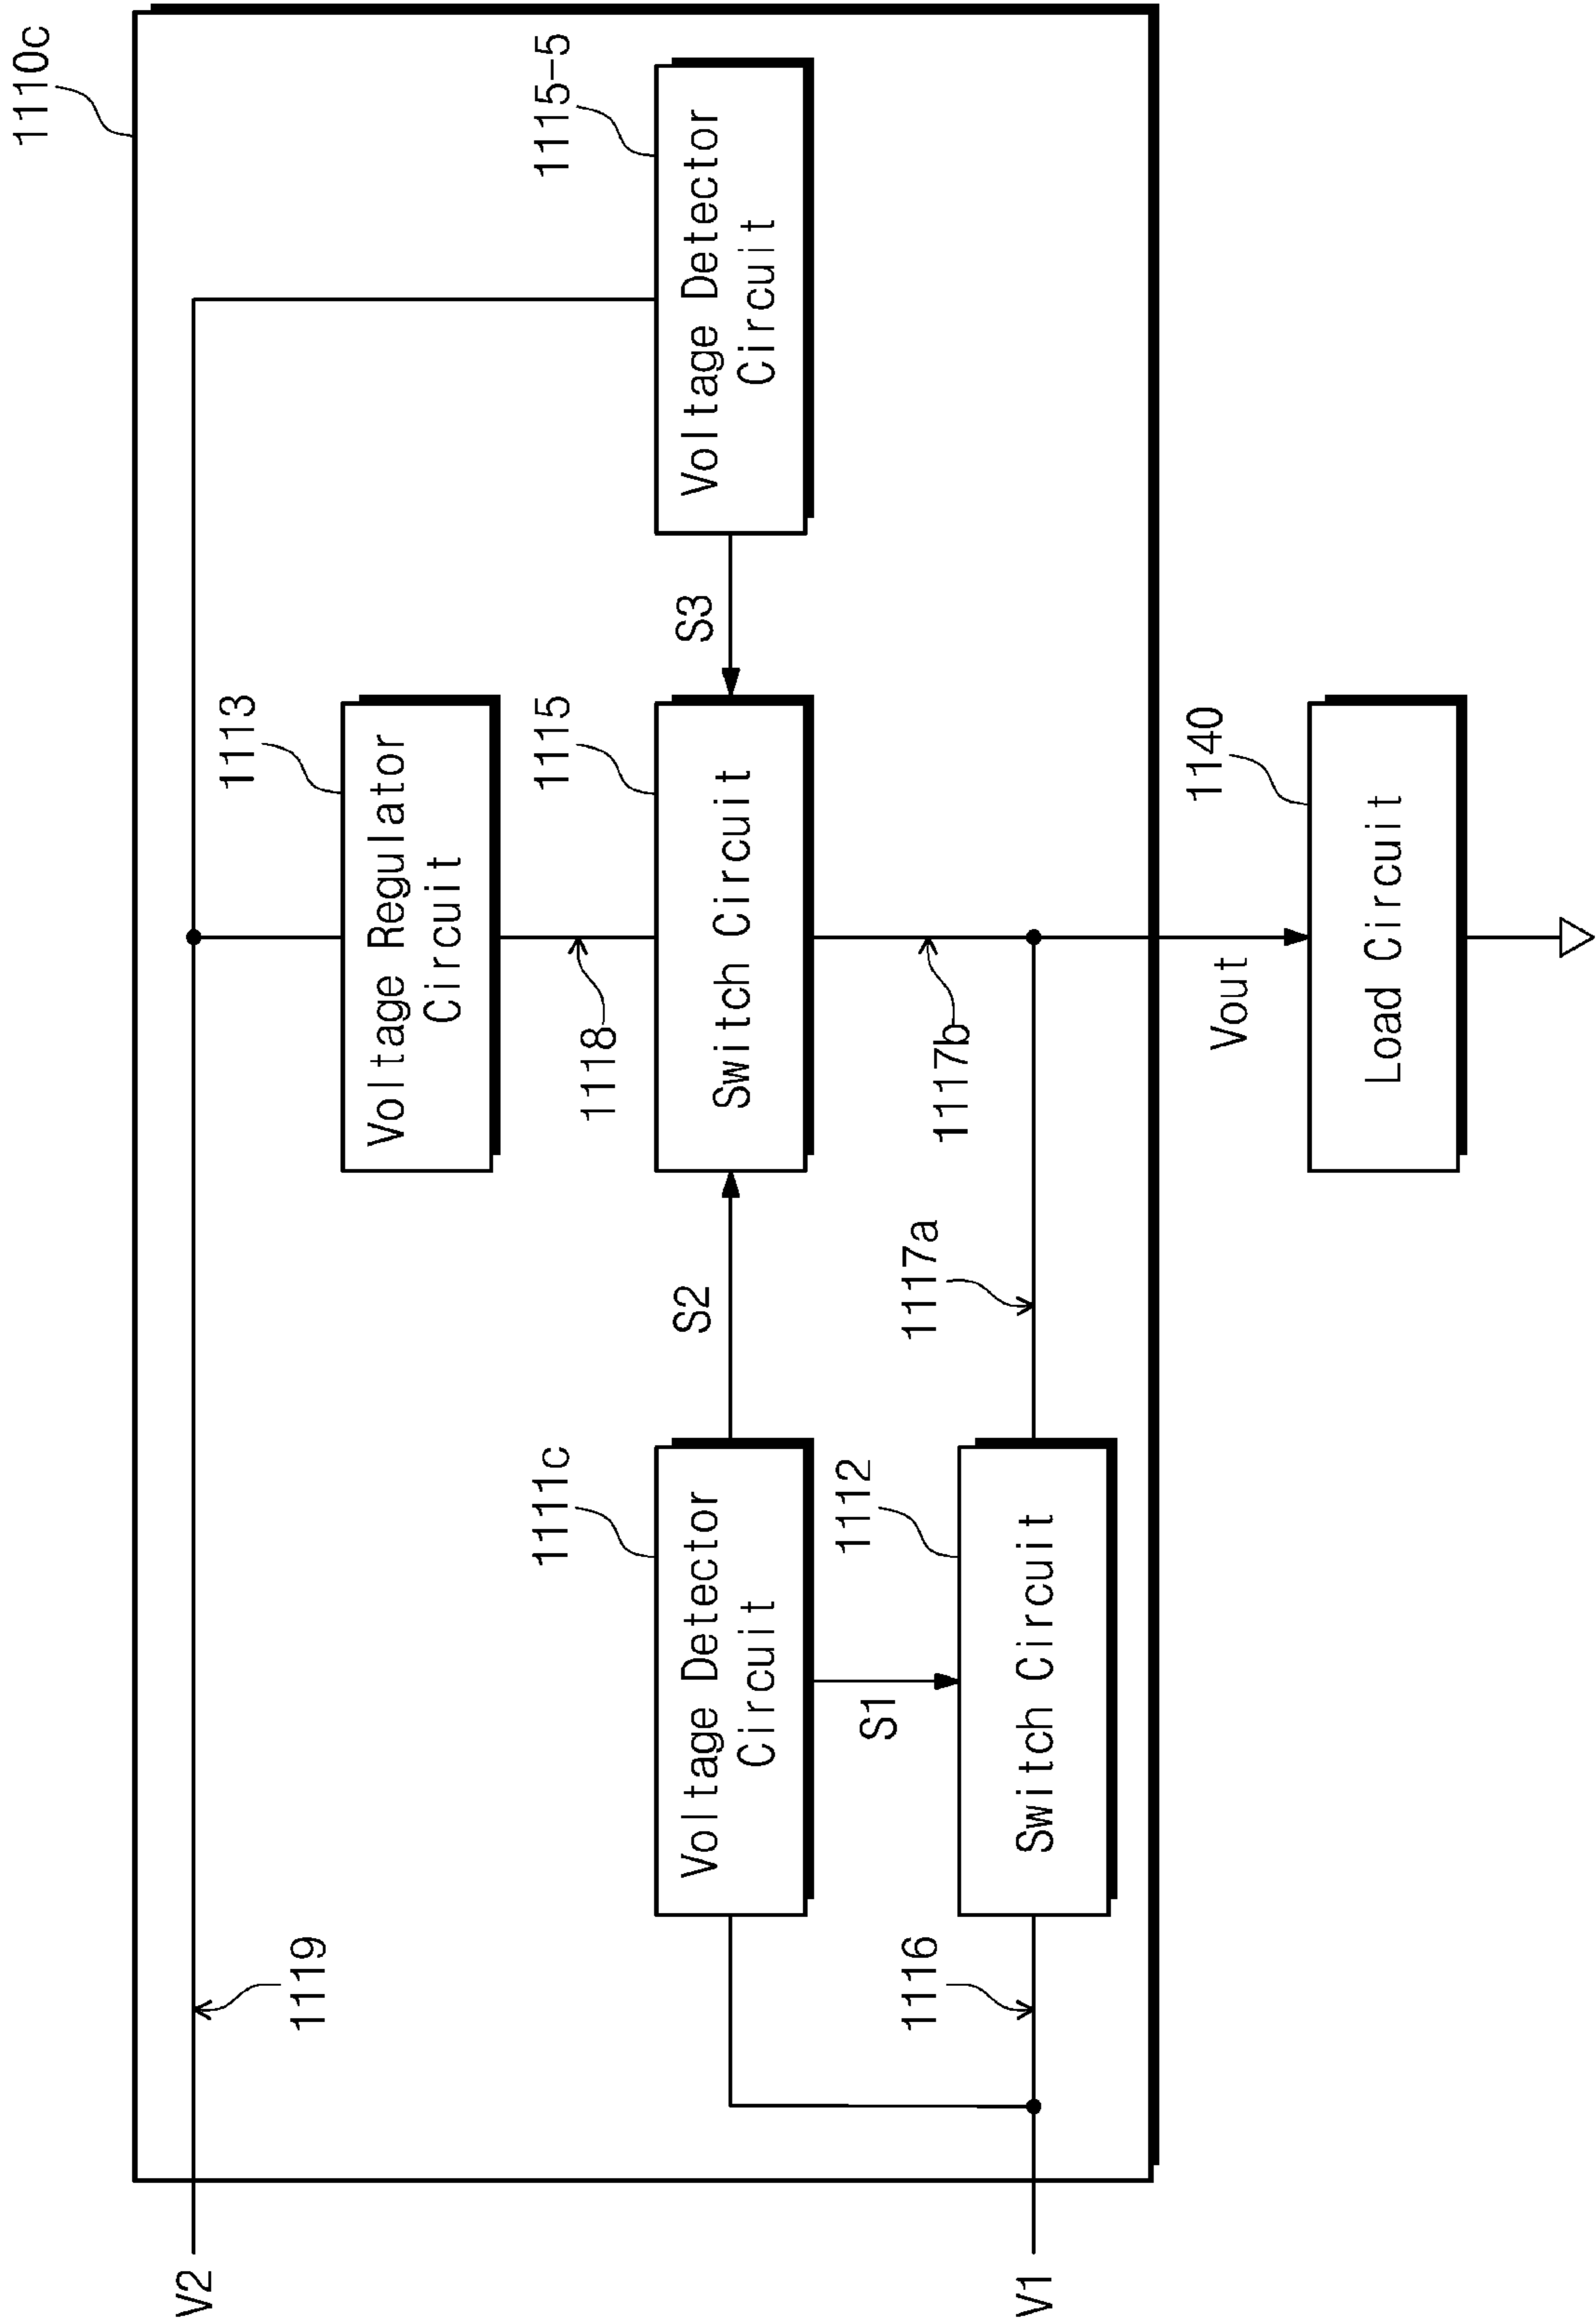 1110c
V2
1119
1113
Voltage Regulator
Circuit
1118
1111c
Voltage Detector
Circuit
S2
1115
Switch Circuit
S3
1115-5
Voltage Detector
Circuit
S1
1112
Switch Circuit
V1
1116
1117a
1117b
Vout
1140
Load Circuit